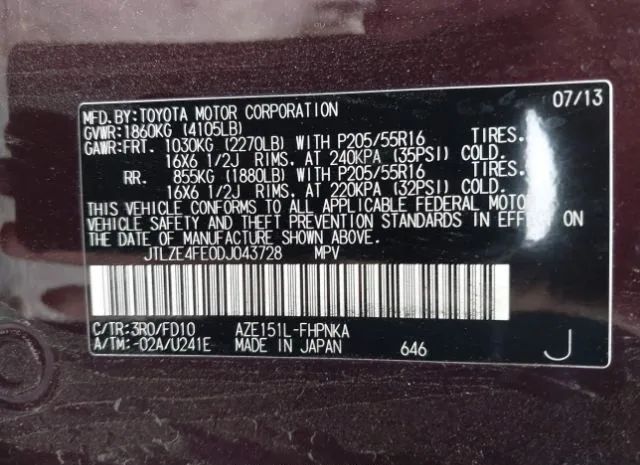 07/13
MFD.BY:TOYOTA MOTOR CORPORATION
GVWR:1860KG (4105LB)
GAWR:FRT. 1030KG (2270LB) WITH P205/55R16 TIRES.
16X6 1/2J RIMS. AT 240KPA (35PSI) COLD.
RR. 855KG (1880LB) WITH P205/55R16 TIRES.
16X6 1/2J RIMS. AT 220KPA (32PSI) COLD.
THIS VEHICLE CONFORMS TO ALL APPLICABLE FEDERAL MOTOR
VEHICLE SAFETY AND THEFT PREVENTION STANDARDS IN EFFECT ON
THE DATE OF MANUFACTURE SHOWN ABOVE.
JTLZE4FE0DJ043728 MPV
C/TR:3R0/FD10 AZE151L-FHPNKA
A/TM:-02A/U241E MADE IN JAPAN 646 J